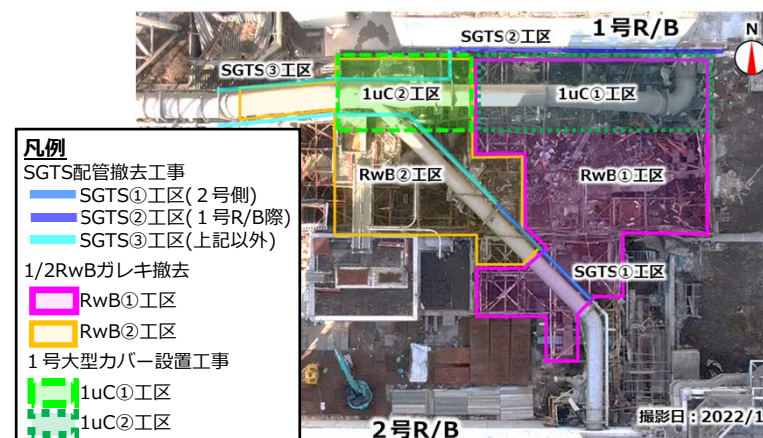 1号R/B
SGTS②工区
N
SGTS③工区
1uC②工区
1uC①工区
RwB②工区
RwB①工区
SGTS①工区
凡例
SGTS配管撤去工事
SGTS①工区(２号側)
SGTS②工区(１号R/B際)
SGTS③工区(上記以外)
1/2RwBガレキ撤去
RwB①工区
RwB②工区
１号大型カバー設置工事
1uC①工区
1uC②工区
2号R/B
撮影日：2022/1